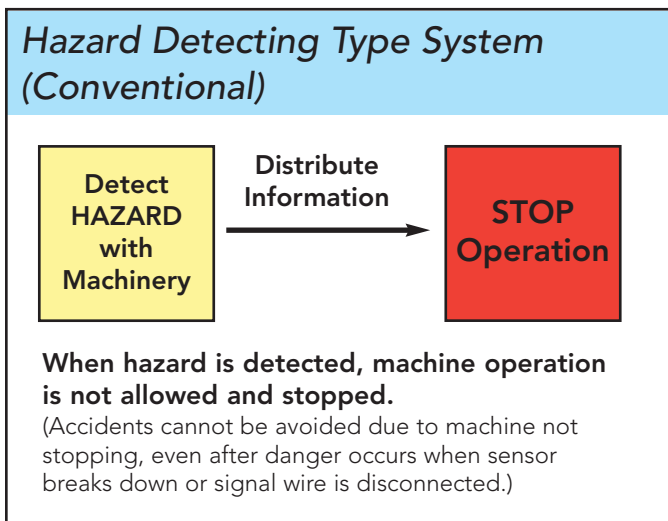 Hazard Detecting Type System
(Conventional)
Detect
HAZARD
with
Machinery
Distribute
Information
STOP
Operation
When hazard is detected, machine operation
is not allowed and stopped.
(Accidents cannot be avoided due to machine not
stopping, even after danger occurs when sensor
breaks down or signal wire is disconnected.)